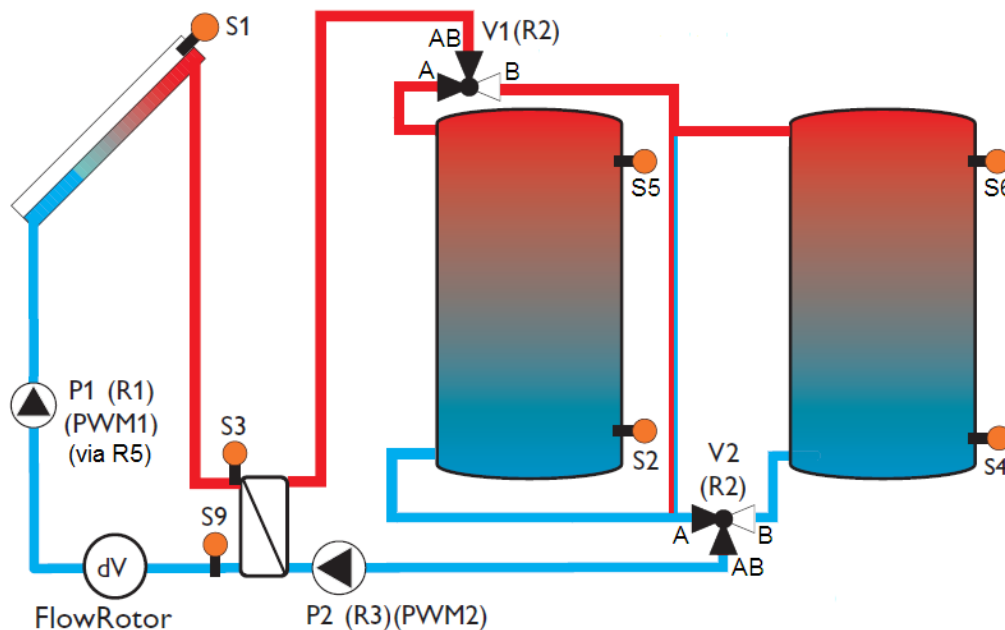 S1
AB
V1(R2)
A
B
S5
S6
P1 (R1)
(PWM1)
(via R5)
S3
S2
V2
(R2)
S4
S9
A
B
dV
AB
FlowRotor
P2 (R3)(PWM2)